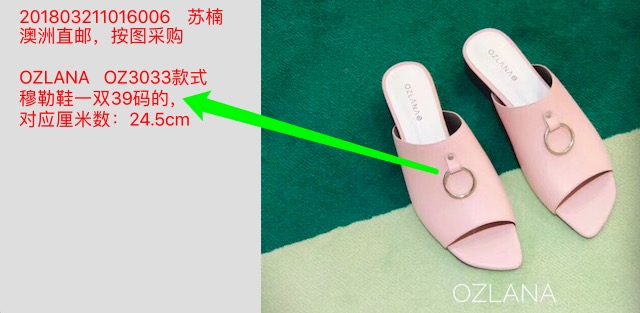 201803211016006 苏楠
澳洲直邮，按图采购
OZLANA OZ3033款式
穆勒鞋一双39码的，
对应厘米数：24.5cm
OZLANA
OZLANA
OZLANA